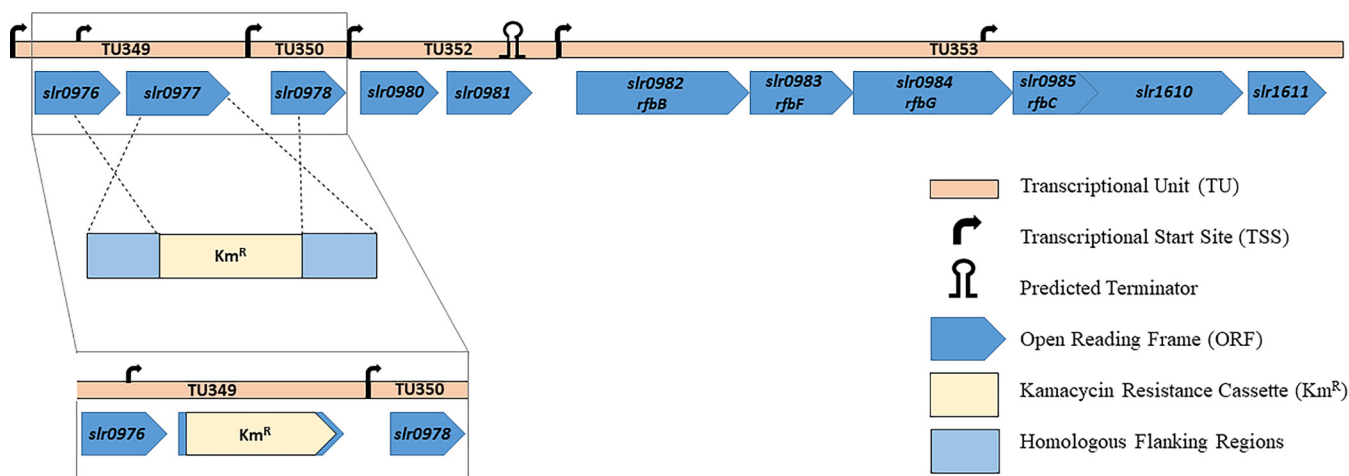 TU349 TU350 TU352 TU353
slr0976 slr0977 slr0978 slr0980 slr0981 slr0982 slr0983 slr0984 slr0985 slr1610 slr1611
rfbB rfbF rfbG rfbC
Transcriptional Unit (TU)
Transcriptional Start Site (TSS)
KmR
Predicted Terminator
Open Reading Frame (ORF)
TU349 TU350
Kamacycin Resistance Cassette (KmR)
slr0976 KmR slr0978
Homologous Flanking Regions